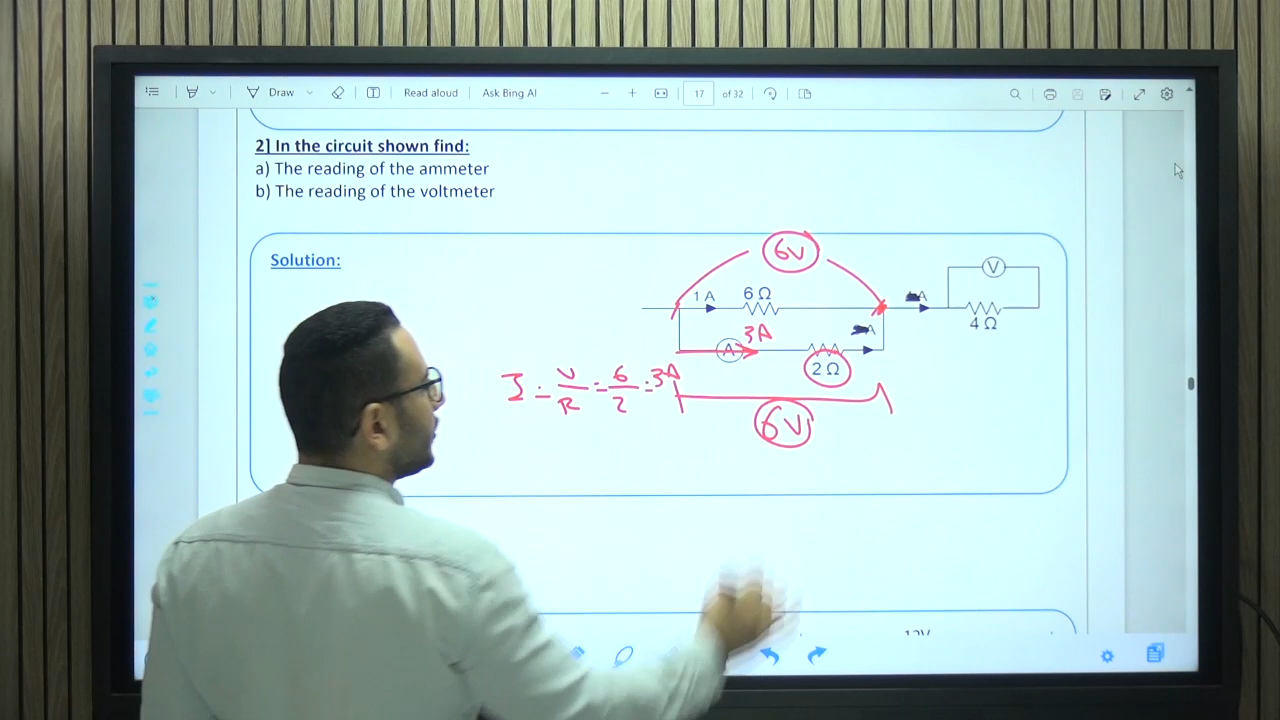 Draw
Read aloud
Ask Bing AI
17 of 32
2] In the circuit shown find:
a) The reading of the ammeter
b) The reading of the voltmeter
Solution:
6V
1 A
6 Ω
A
V
4 Ω
3A
A
A
2 Ω
I = V/R = 6/2 = 3A
6V
12V